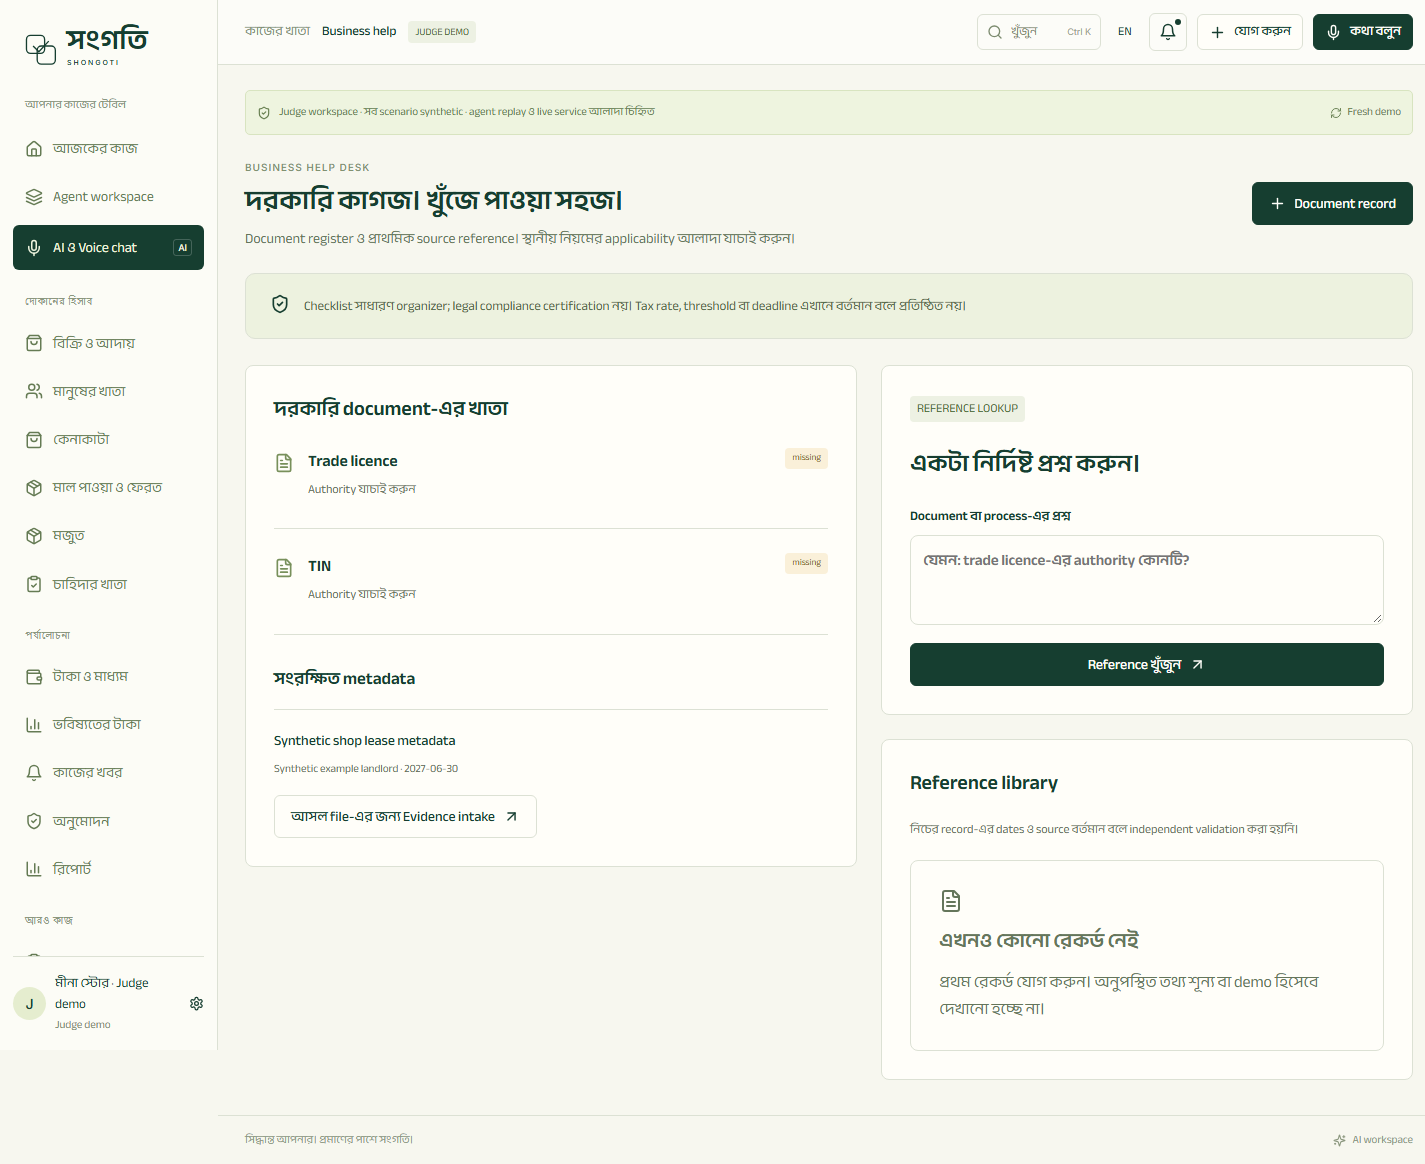 সংগতি
SHONGOTI
আপনার কাজের টেবিল
আজকের কাজ
Agent workspace
AI ও Voice chat
AI
দোকানের হিসাব
বিক্রি ও আদায়
মানুষের খাতা
কেনাকাটা
মাল পাওয়া ও ফেরত
মজুত
চাহিদার খাতা
পর্যালোচনা
টাকা ও মাধ্যম
ভবিষ্যতের টাকা
কাজের খবর
অনুমোদন
রিপোর্ট
আরও কাজ
J
মীনা স্টোর · Judge
demo
Judge demo
কাজের খাতা Business help JUDGE DEMO
খুঁজুন Ctrl K
EN
যোগ করুন
কথা বলুন
Judge workspace · সব scenario synthetic · agent replay ও live service আলাদা চিহ্নিত
Fresh demo
BUSINESS HELP DESK
দরকারি কাগজ। খুঁজে পাওয়া সহজ।
Document register ও প্রাথমিক source reference। স্থানীয় নিয়মের applicability আলাদা যাচাই করুন।
Document record
Checklist সাধারণ organizer; legal compliance certification নয়। Tax rate, threshold বা deadline এখানে বর্তমান বলে প্রতিষ্ঠিত নয়।
দরকারি document-এর খাতা
Trade licence
missing
Authority যাচাই করুন
TIN
missing
Authority যাচাই করুন
সংরক্ষিত metadata
Synthetic shop lease metadata
Synthetic example landlord · 2027-06-30
আসল file-এর জন্য Evidence intake
REFERENCE LOOKUP
একটা নির্দিষ্ট প্রশ্ন করুন।
Document বা process-এর প্রশ্ন
যেমন: trade licence-এর authority কোনটি?
Reference খুঁজুন
Reference library
নিচের record-এর dates ও source বর্তমান বলে independent validation করা হয়নি।
এখনও কোনো রেকর্ড নেই
প্রথম রেকর্ড যোগ করুন। অনুপস্থিত তথ্য শূন্য বা demo হিসেবে
দেখানো হচ্ছে না।
সিদ্ধান্ত আপনার। প্রমাণের পাশে সংগতি।
AI workspace